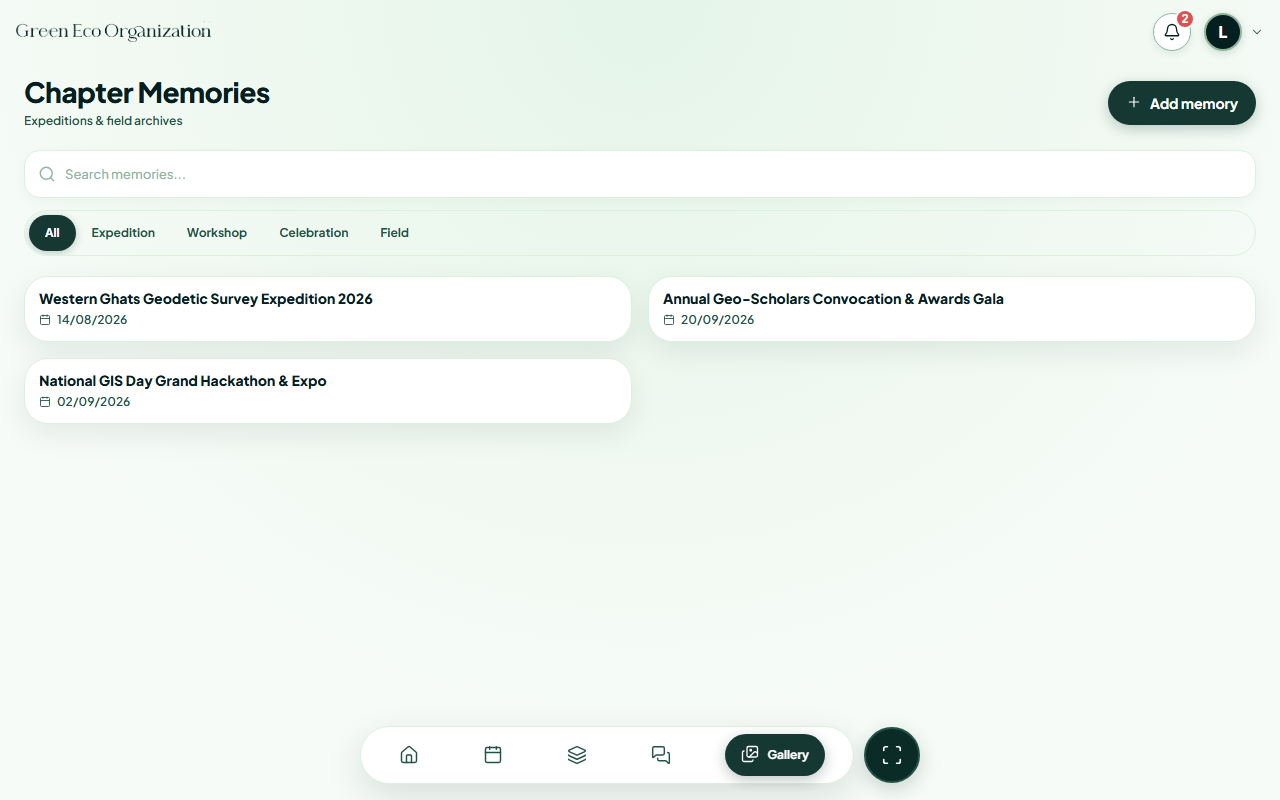 Green Eco Organization
2
L
Chapter Memories
Expeditions & field archives
Add memory
Search memories...
All
Expedition
Workshop
Celebration
Field
Western Ghats Geodetic Survey Expedition 2026
14/08/2026
Annual Geo-Scholars Convocation & Awards Gala
20/09/2026
National GIS Day Grand Hackathon & Expo
02/09/2026
Gallery